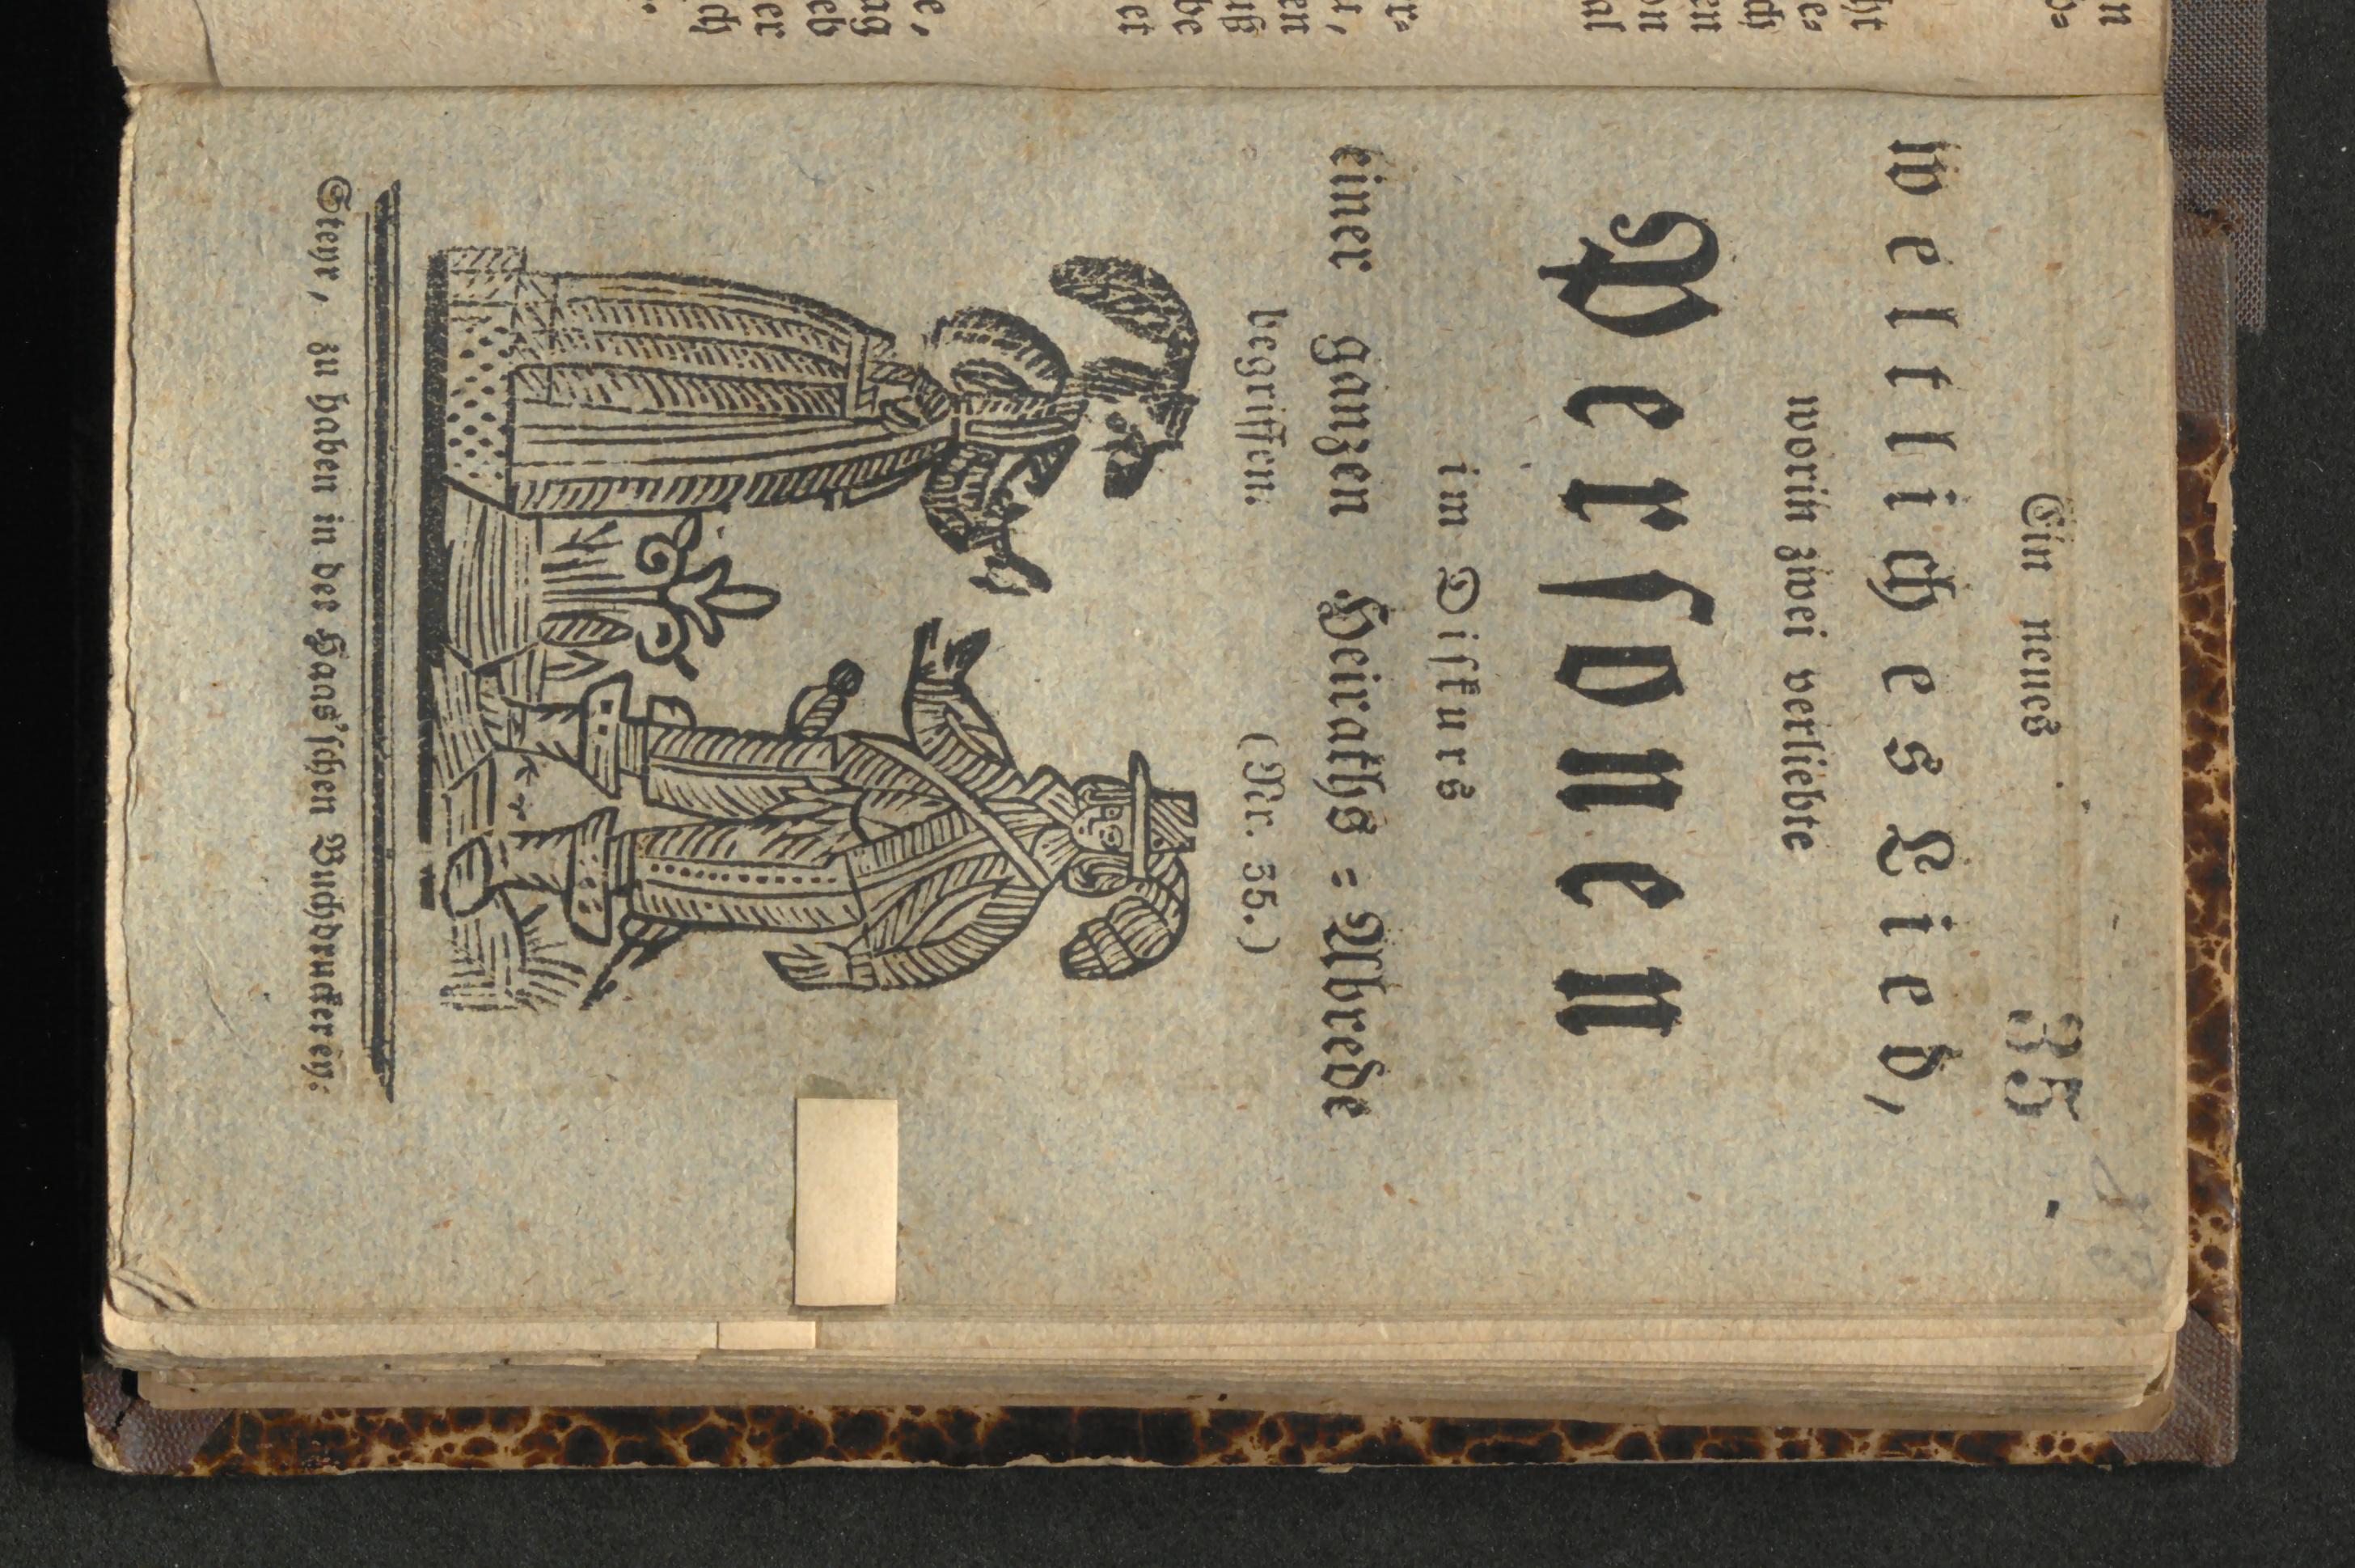 Ein neues
35
weltliches Lied,
worin zwei verliebte
Personen
im Diskurs
einer ganzen Heiraths = Abrede
begriffen.
(Nr. 35.)
Steyr, zu haben in der Haas'schen Buchdruckerey.